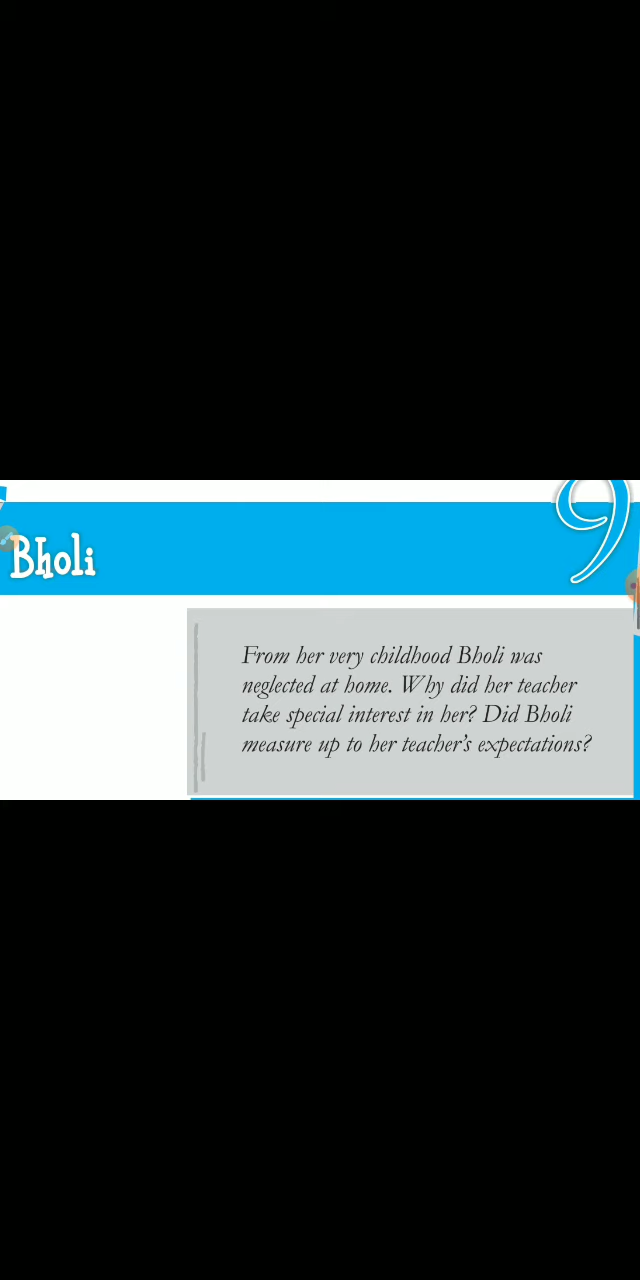 9
Bholi
From her very childhood Bholi was
neglected at home. Why did her teacher
take special interest in her? Did Bholi
measure up to her teacher’s expectations?